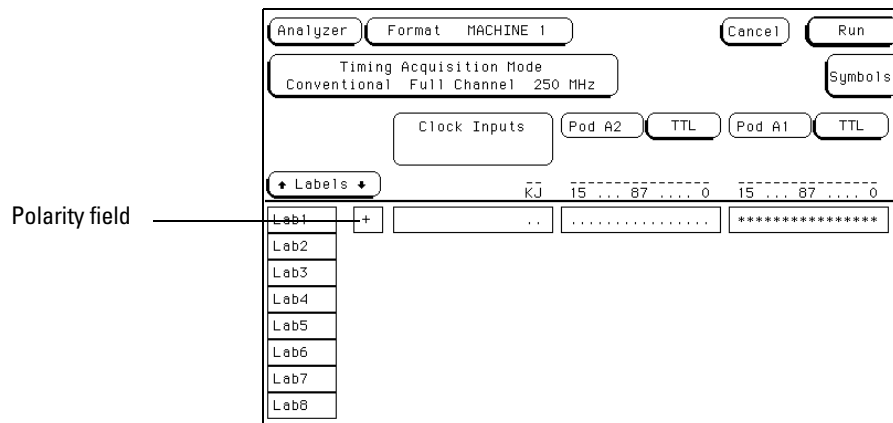 Analyzer Format MACHINE 1 Cancel Run
Timing Acquisition Mode
Conventional Full Channel 250 MHz
Symbols
Clock Inputs Pod A2 TTL Pod A1 TTL
Labels
KJ 15 ... 87 .... 0 15 ... 87 .... 0
Polarity field
Lab1 + .. ................ ****************
Lab2
Lab3
Lab4
Lab5
Lab6
Lab7
Lab8